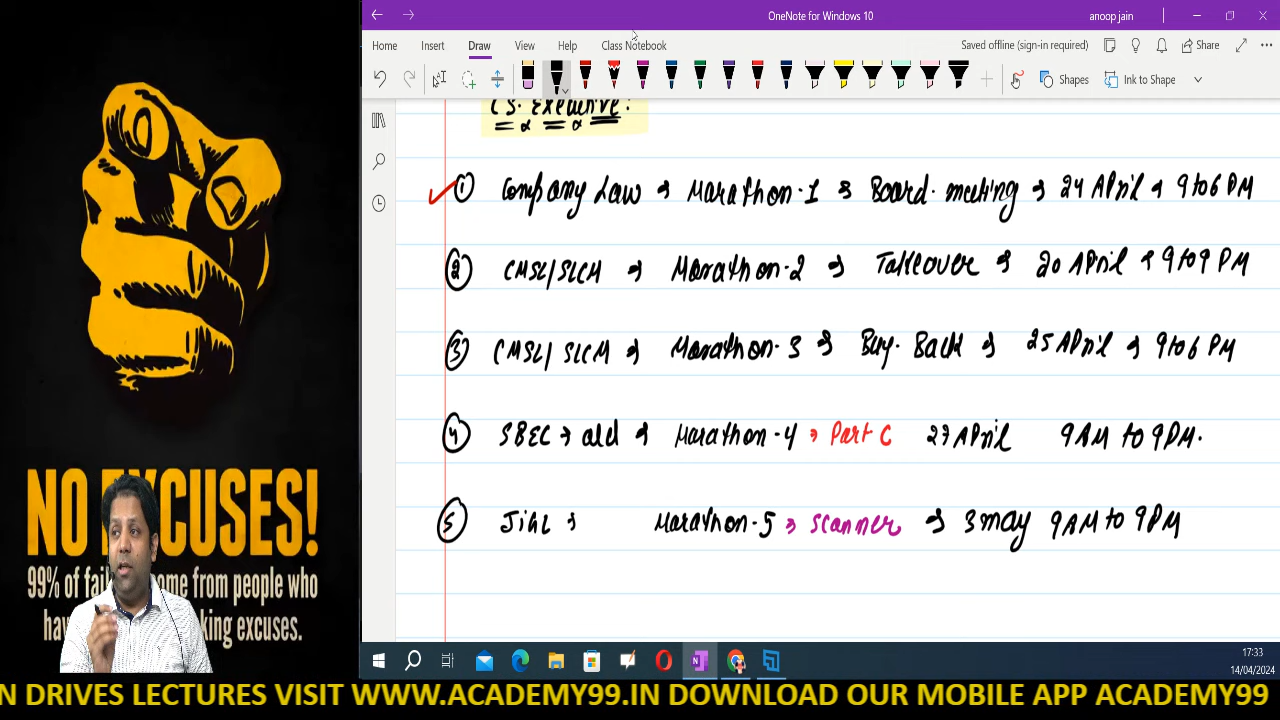 OneNote for Windows 10
anoop jain
Home Insert Draw View Help Class Notebook
Saved offline (sign-in required) Share
Shapes Ink to Shape
CS. Executive:
① Company Law → Marathon-1 → Board meeting → 24 April → 9 to 6 PM
② CMSL/SLCM → Marathon-2 → Takeover → 20 April → 9 to 9 PM
③ CMSL/SLCM → Marathon-3 → Buy-Back → 25 April → 9 to 6 PM
④ SBEC → old → Marathon-4 → Part C 27 April 9AM to 9PM.
⑤ JIGL → Marathon-5 → Scanner → 3 may 9AM to 9PM
NO EXCUSES!
99% of ome from people who
king excuses.
17:33
14/04/2024
N DRIVES LECTURES VISIT WWW.ACADEMY99.IN DOWNLOAD OUR MOBILE APP ACADEMY99